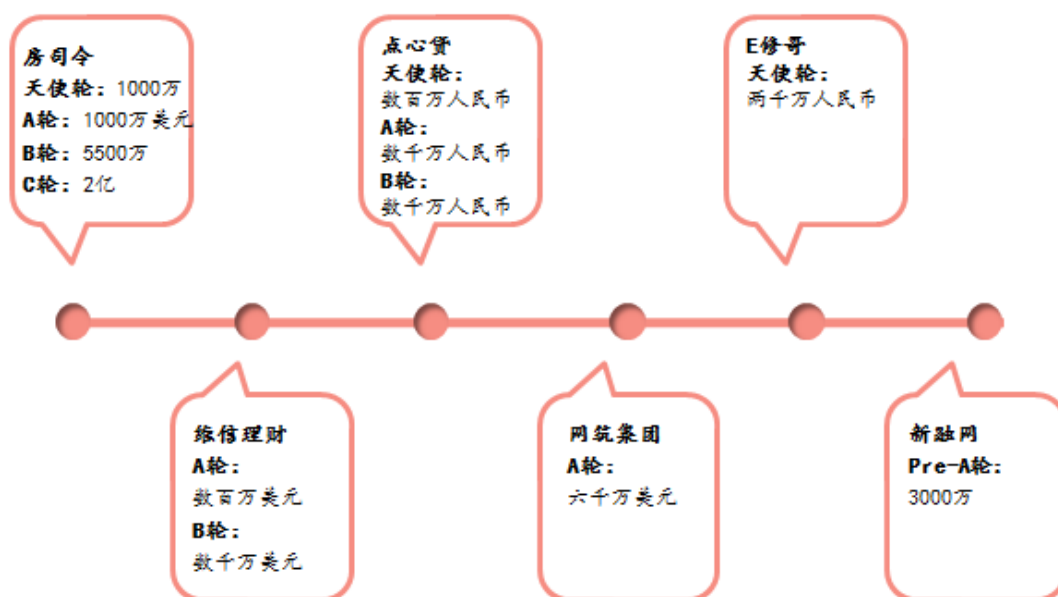 房司令
天使轮：1000万
A轮：1000万美元
B轮：5500万
C轮：2亿
点心贷
天使轮：
数百万人民币
A轮：
数千万人民币
B轮：
数千万人民币
E修哥
天使轮：
两千万人民币
维信理财
A轮：
数百万美元
B轮：
数千万美元
网筑集团
A轮：
六千万美元
新融网
Pre-A轮：
3000万